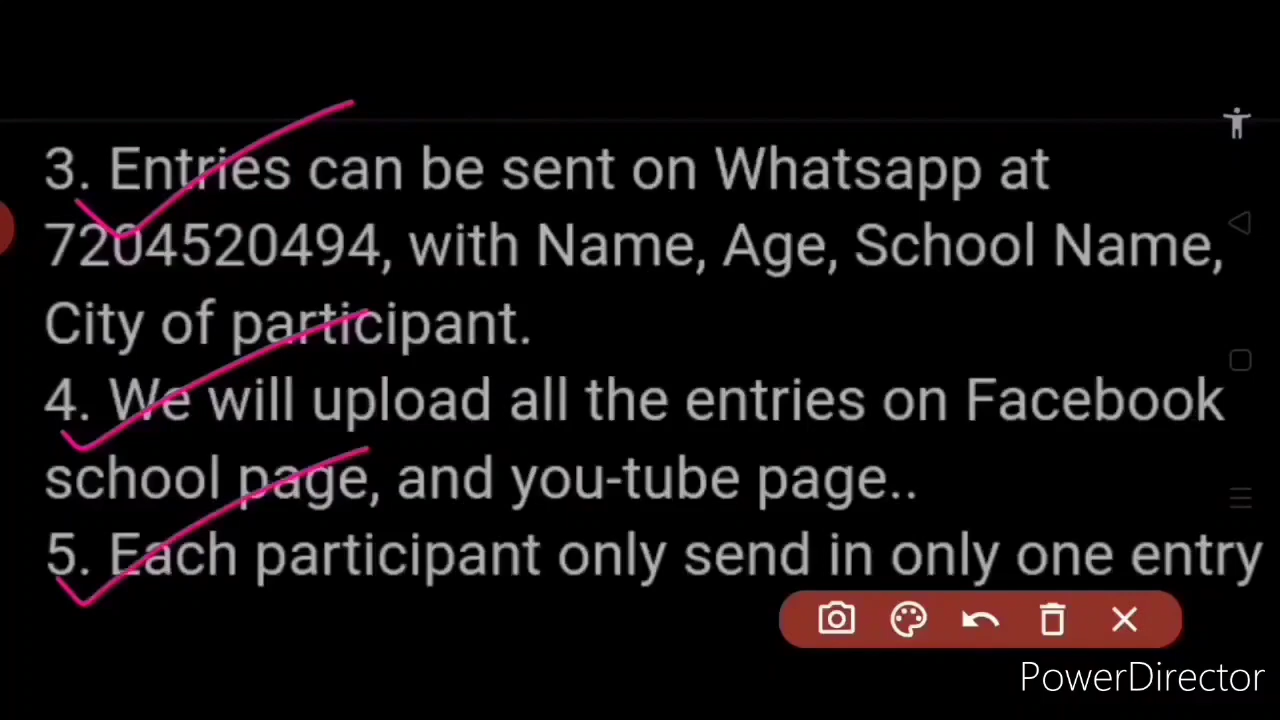 3. Entries can be sent on Whatsapp at
7204520494, with Name, Age, School Name,
City of participant.
4. We will upload all the entries on Facebook
school page, and you-tube page..
5. Each participant only send in only one entry
PowerDirector